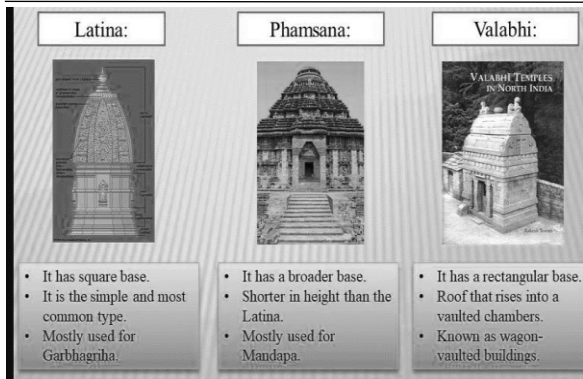 Latina:
Phamsana:
Valabhi:
VALABHĪ TEMPLES
IN NORTH INDIA
• It has square base.
• It is the simple and most
common type.
• Mostly used for
Garbhagriha.
• It has a broader base.
• Shorter in height than the
Latina.
• Mostly used for
Mandapa.
• It has a rectangular base.
• Roof that rises into a
vaulted chambers.
• Known as wagon-
vaulted buildings.